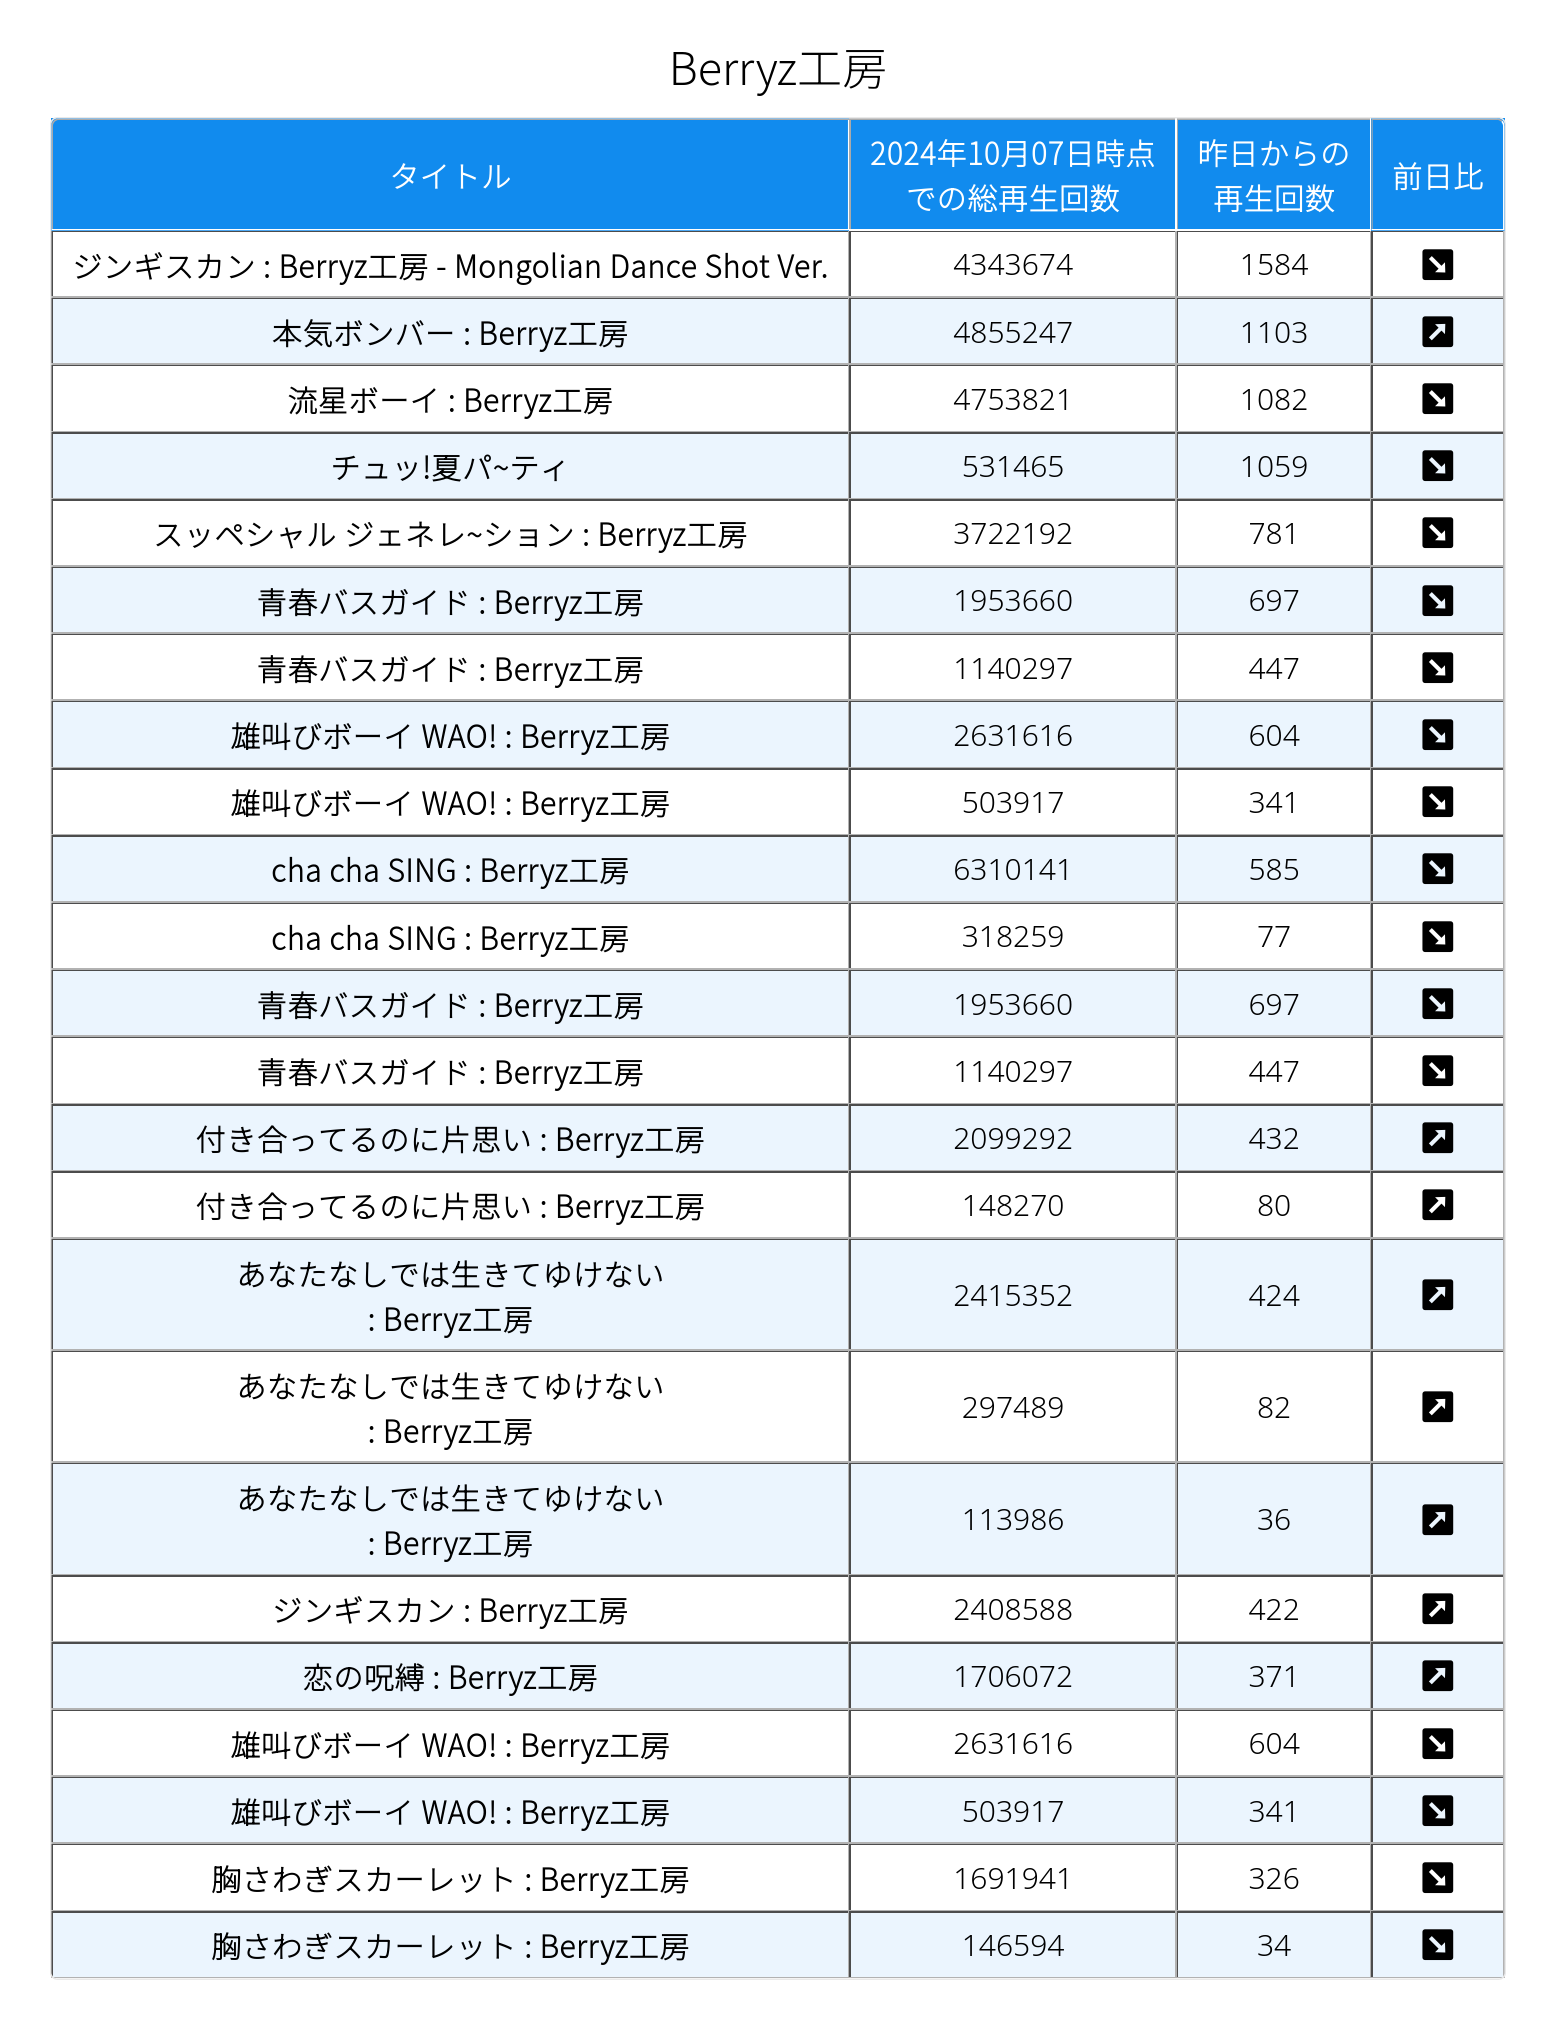 Berryz工房
タイトル 2024年10月07日時点 昨日からの 前日比
での総再生回数 再生回数
ジンギスカン : Berryz工房 - Mongolian Dance Shot Ver. 4343674 1584
本気ボンバー : Berryz工房 4855247 1103
流星ボーイ : Berryz工房 4753821 1082
チュッ!夏パ~ティ 531465 1059
スッペシャル ジェネレ~ション : Berryz工房 3722192 781
青春バスガイド : Berryz工房 1953660 697
青春バスガイド : Berryz工房 1140297 447
雄叫びボーイ WAO! : Berryz工房 2631616 604
雄叫びボーイ WAO! : Berryz工房 503917 341
cha cha SING : Berryz工房 6310141 585
cha cha SING : Berryz工房 318259 77
青春バスガイド : Berryz工房 1953660 697
青春バスガイド : Berryz工房 1140297 447
付き合ってるのに片思い : Berryz工房 2099292 432
付き合ってるのに片思い : Berryz工房 148270 80
あなたなしでは生きてゆけない
: Berryz工房 2415352 424
あなたなしでは生きてゆけない
: Berryz工房 297489 82
あなたなしでは生きてゆけない
: Berryz工房 113986 36
ジンギスカン : Berryz工房 2408588 422
恋の呪縛 : Berryz工房 1706072 371
雄叫びボーイ WAO! : Berryz工房 2631616 604
雄叫びボーイ WAO! : Berryz工房 503917 341
胸さわぎスカーレット : Berryz工房 1691941 326
胸さわぎスカーレット : Berryz工房 146594 34